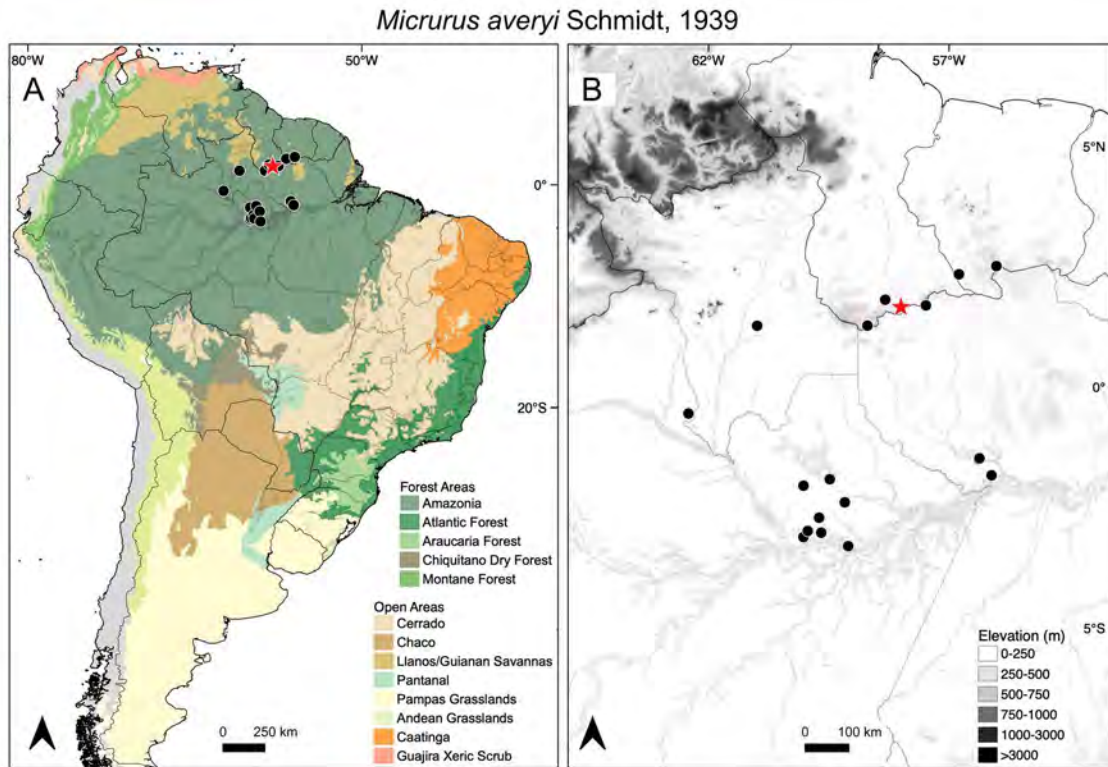 Micrurus averyi Schmidt, 1939
80°W
50°W
A
0°
20°S
Forest Areas
Amazonia
Atlantic Forest
Araucaria Forest
Chiquitano Dry Forest
Montane Forest
Open Areas
Cerrado
Chaco
Llanos/Guianan Savannas
Pantanal
Pampas Grasslands
Andean Grasslands
Caatinga
Guajira Xeric Scrub
0 250 km
62°W
57°W
B
5°N
0°
5°S
Elevation (m)
0-250
250-500
500-750
750-1000
1000-3000
>3000
0 100 km